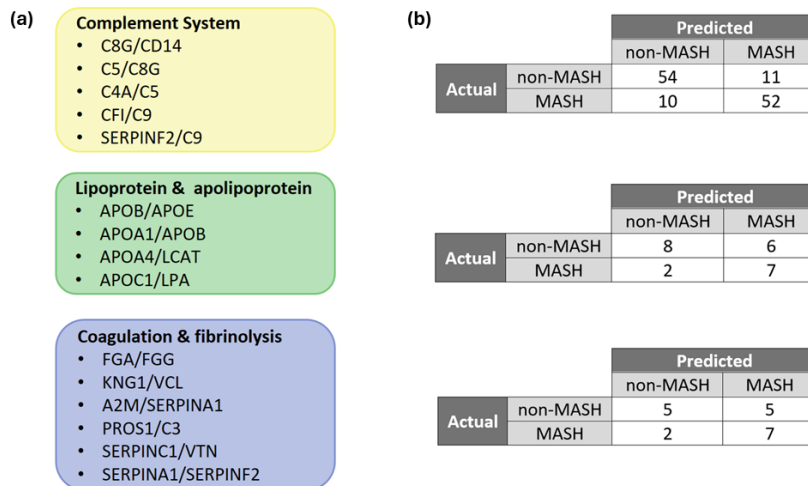 (a)
Complement System
• C8G/CD14
• C5/C8G
• C4A/C5
• CFI/C9
• SERPINF2/C9
Lipoprotein & apolipoprotein
• APOB/APOE
• APOA1/APOB
• APOA4/LCAT
• APOC1/LPA
Coagulation & fibrinolysis
• FGA/FGG
• KNG1/VCL
• A2M/SERPINA1
• PROS1/C3
• SERPINC1/VTN
• SERPINA1/SERPINF2
(b)
Predicted
non-MASH MASH
Actual non-MASH 54 11
MASH 10 52
Predicted
non-MASH MASH
Actual non-MASH 8 6
MASH 2 7
Predicted
non-MASH MASH
Actual non-MASH 5 5
MASH 2 7